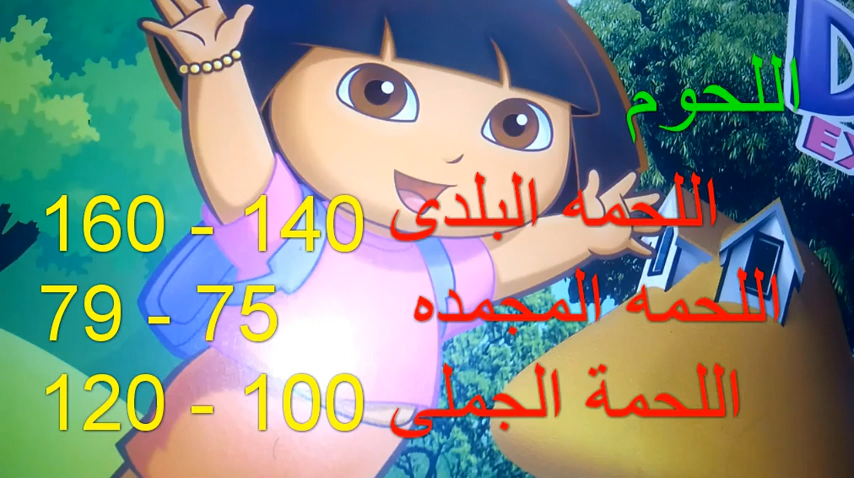 اللحوم
اللحمه البلدى 140 - 160
اللحمه المجمده 75 - 79
اللحمة الجملى 100 - 120